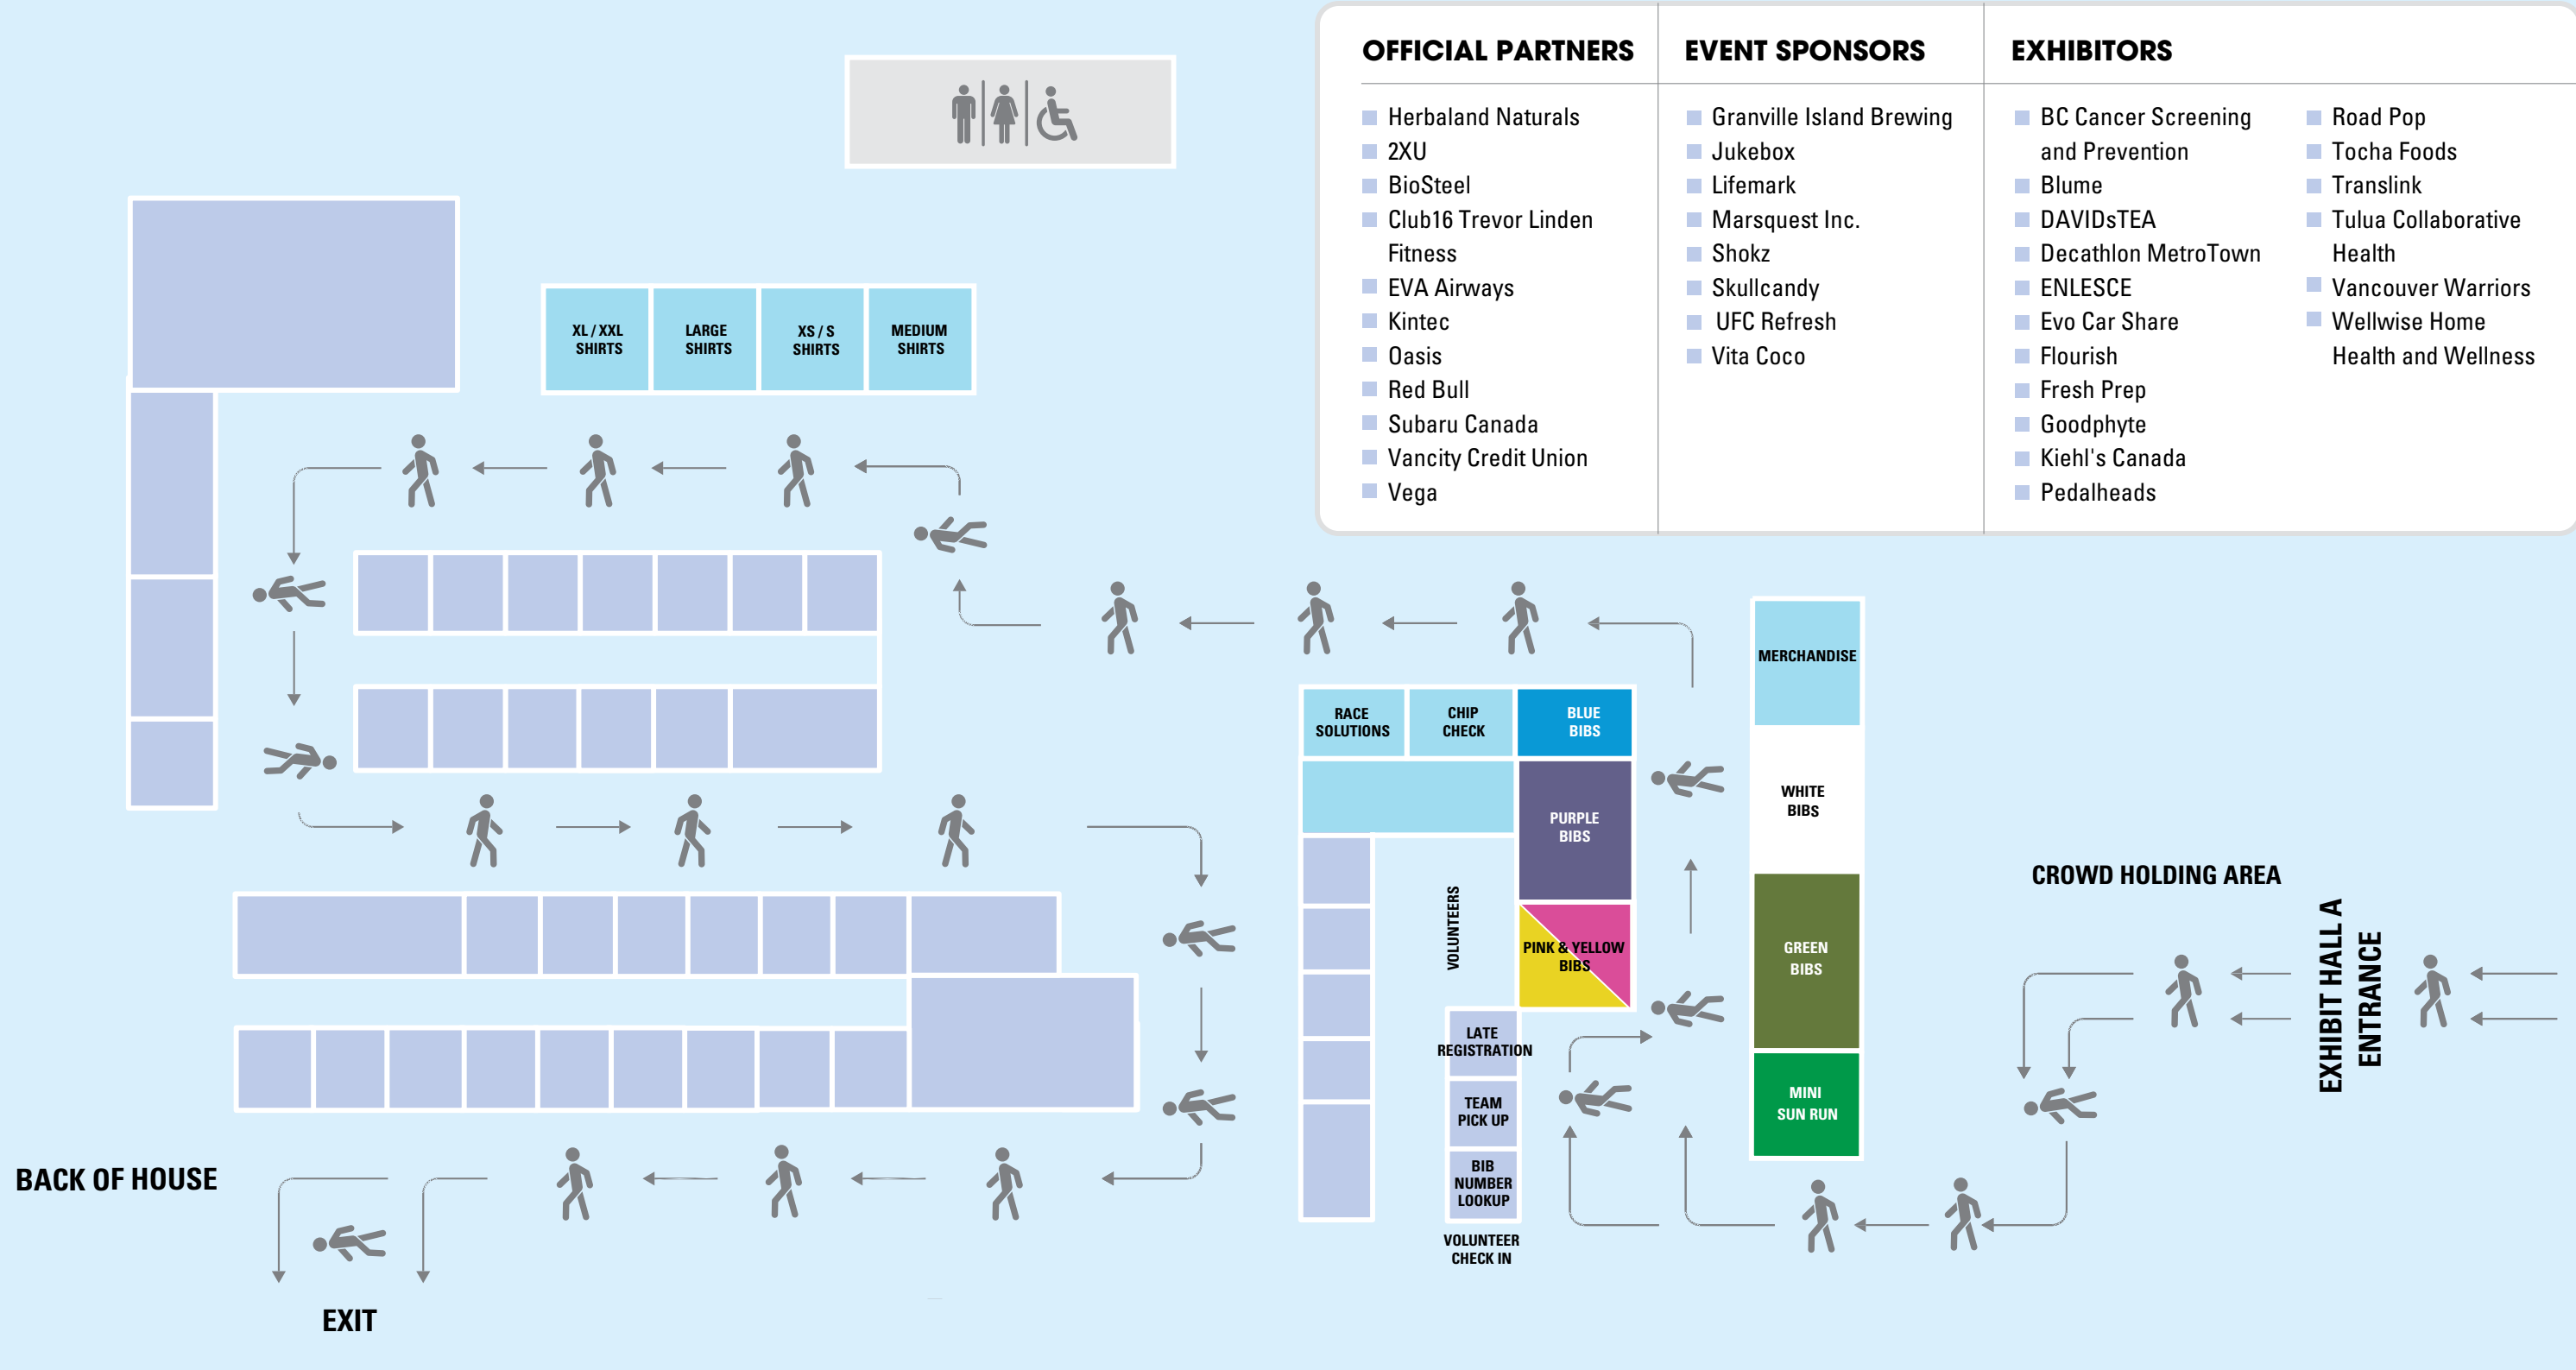 OFFICIAL PARTNERS
Herbaland Naturals
2XU
BioSteel
Club16 Trevor Linden
Fitness
EVA Airways
Kintec
Oasis
Red Bull
Subaru Canada
Vancity Credit Union
Vega
EVENT SPONSORS
Granville Island Brewing
Jukebox
Lifemark
Marsquest Inc.
Shokz
Skullcandy
UFC Refresh
Vita Coco
EXHIBITORS
BC Cancer Screening
and Prevention
Blume
DAVIDsTEA
Decathlon MetroTown
ENLESCE
Evo Car Share
Flourish
Fresh Prep
Goodphyte
Kiehl's Canada
Pedalheads
Road Pop
Tocha Foods
Translink
Tulua Collaborative
Health
Vancouver Warriors
Wellwise Home
Health and Wellness
XL / XXL
SHIRTS
LARGE
SHIRTS
XS / S
SHIRTS
MEDIUM
SHIRTS
MERCHANDISE
RACE
SOLUTIONS
CHIP
CHECK
BLUE
BIBS
WHITE
BIBS
PURPLE
BIBS
VOLUNTEERS
PINK & YELLOW
BIBS
GREEN
BIBS
CROWD HOLDING AREA
EXHIBIT HALL A
ENTRANCE
LATE
REGISTRATION
TEAM
PICK UP
MINI
SUN RUN
BIB
NUMBER
LOOKUP
VOLUNTEER
CHECK IN
BACK OF HOUSE
EXIT